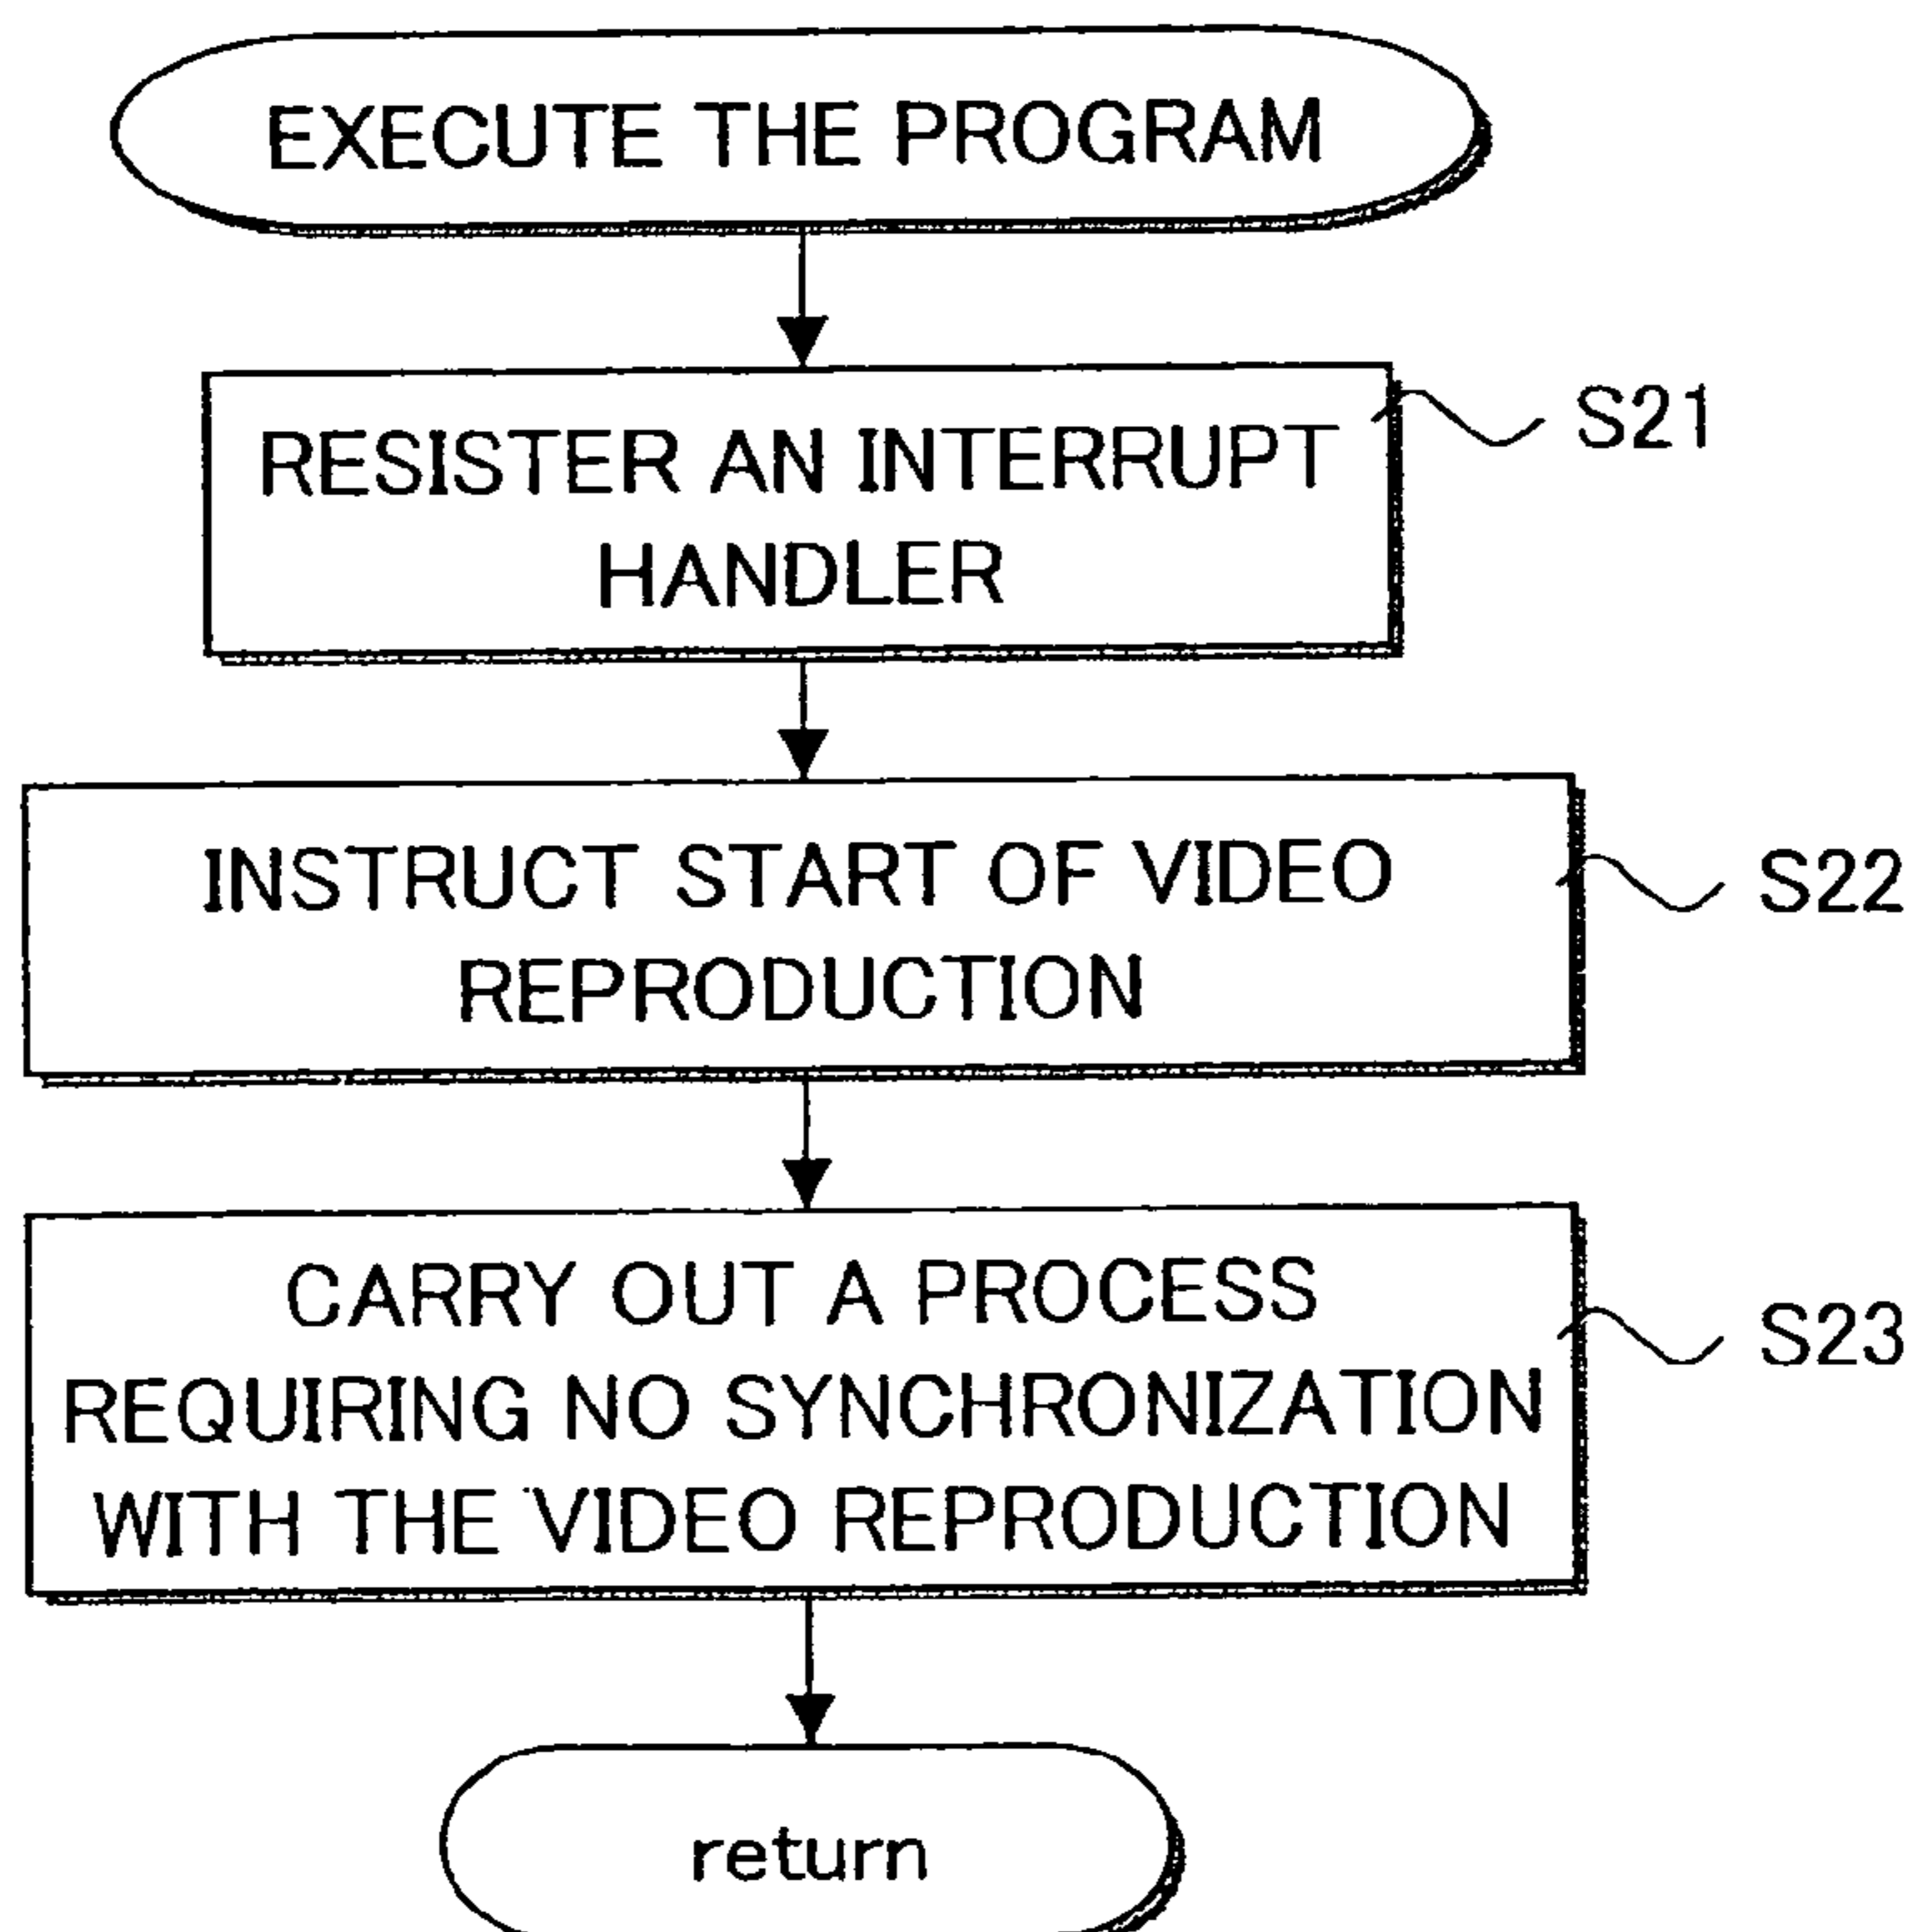 EXECUTE THE PROGRAM
RESISTER AN INTERRUPT
HANDLER
S21
INSTRUCT START OF VIDEO
REPRODUCTION
S22
CARRY OUT A PROCESS
REQUIRING NO SYNCHRONIZATION
WITH THE VIDEO REPRODUCTION
S23
return